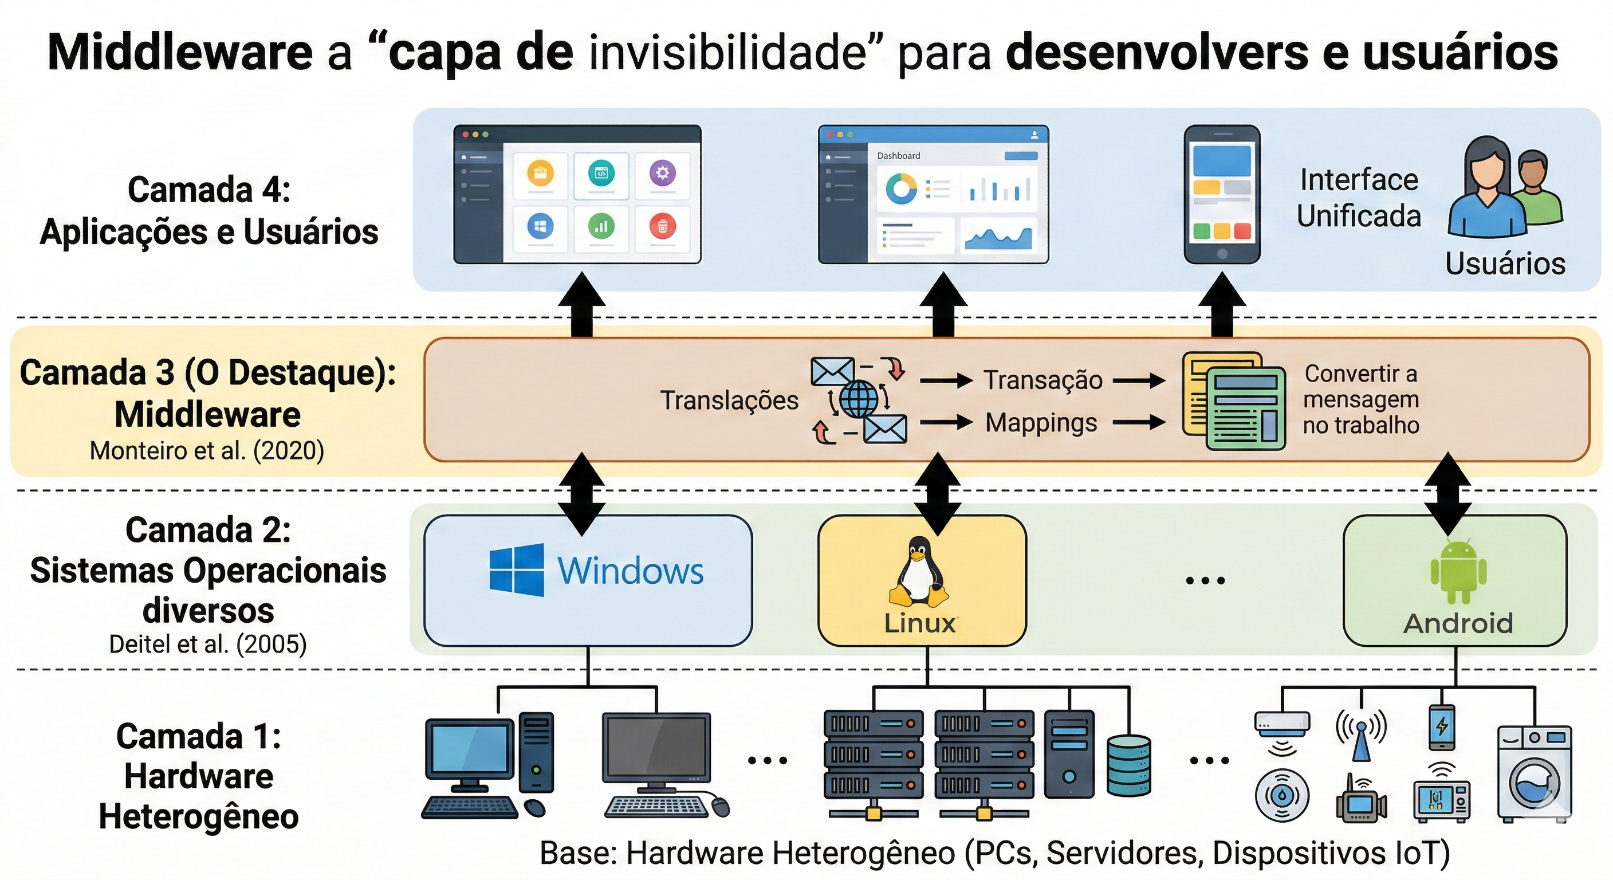 Middleware a “capa de invisibilidade” para desenvolvers e usuários
Camada 4:
Aplicações e Usuários
Dashboard
Interface
Unificada
Usuários
Camada 3 (O Destaque):
Middleware
Monteiro et al. (2020)
Translações
Transação
Mappings
Convertir a
mensagem
no trabalho
Camada 2:
Sistemas Operacionais
diversos
Deitel et al. (2005)
Windows
Linux
...
Android
Camada 1:
Hardware
Heterogêneo
...
...
Base: Hardware Heterogêneo (PCs, Servidores, Dispositivos IoT)